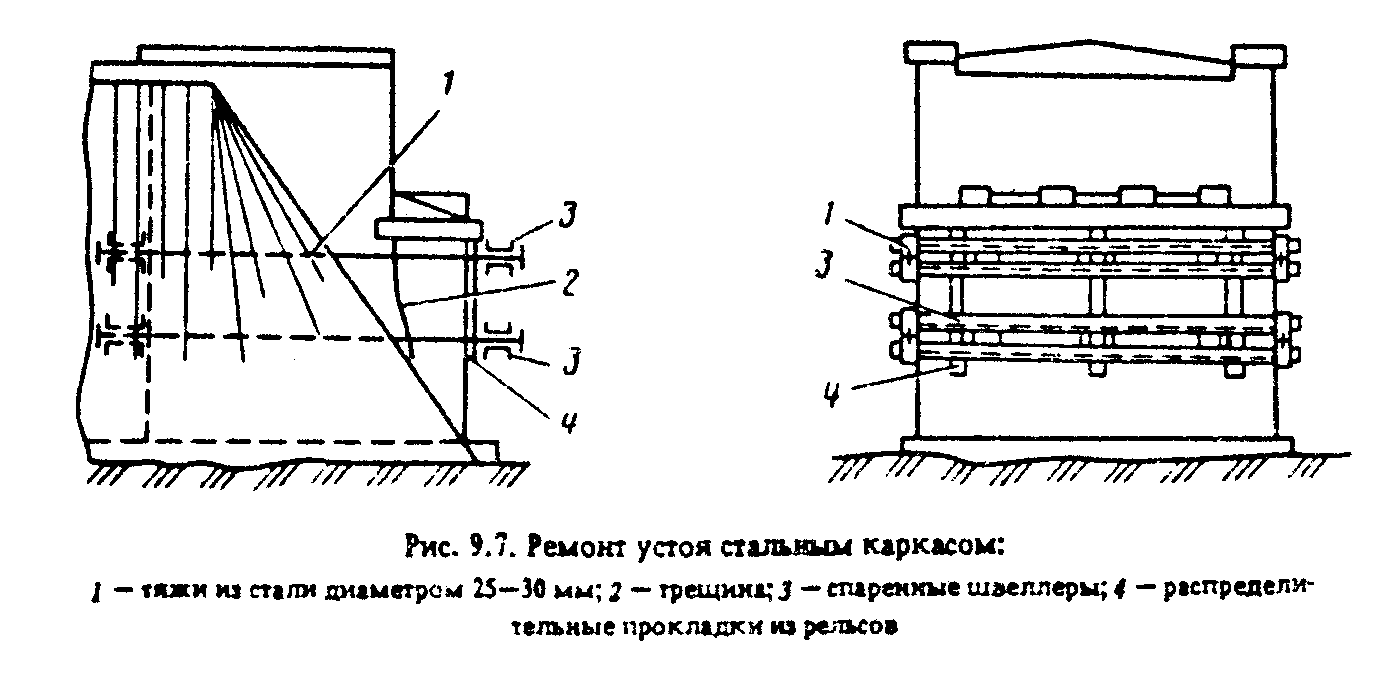 1
3
2
3
4
1
3
4
Рис. 9.7. Ремонт устоя стальным каркасом:
1 — тяжи из стали диаметром 25—30 мм; 2 — трещина; 3 — спаренные швеллеры; 4 — распредели-
тельные прокладки из рельсов